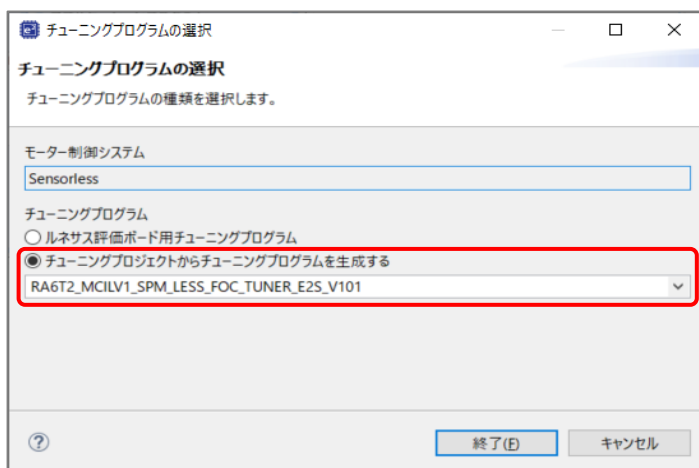 チューニングプログラムの選択
チューニングプログラムの選択
チューニングプログラムの種類を選択します。
モーター制御システム
Sensorless
チューニングプログラム
ルネサス評価ボード用チューニングプログラム
チューニングプロジェクトからチューニングプログラムを生成する
RA6T2_MCILV1_SPM_LESS_FOC_TUNER_E2S_V101
終了(F) キャンセル